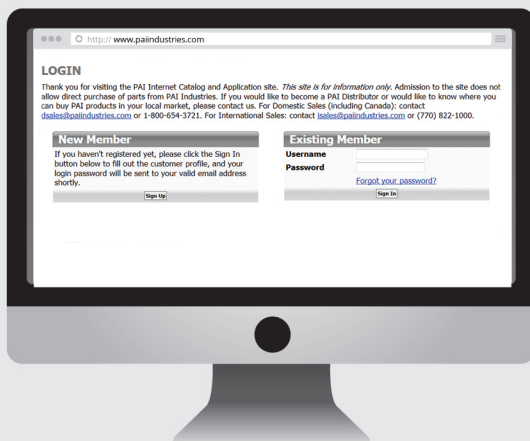 http:// www.paiindustries.com
LOGIN
Thank you for visiting the PAI Internet Catalog and Application site. This site is for information only. Admission to the site does not
allow direct purchase of parts from PAI Industries. If you would like to become a PAI Distributor or would like to know where you
can buy PAI products in your local market, please contact us. For Domestic Sales (including Canada): contact
dsales@paiindustries.com or 1-800-654-3721. For International Sales: contact isales@paiindustries.com or (770) 822-1000.
New Member
If you haven't registered yet, please click the Sign In
button below to fill out the customer profile, and your
login password will be sent to your valid email address
shortly.
Sign Up
Existing Member
Username
Password
Forgot your password?
Sign In